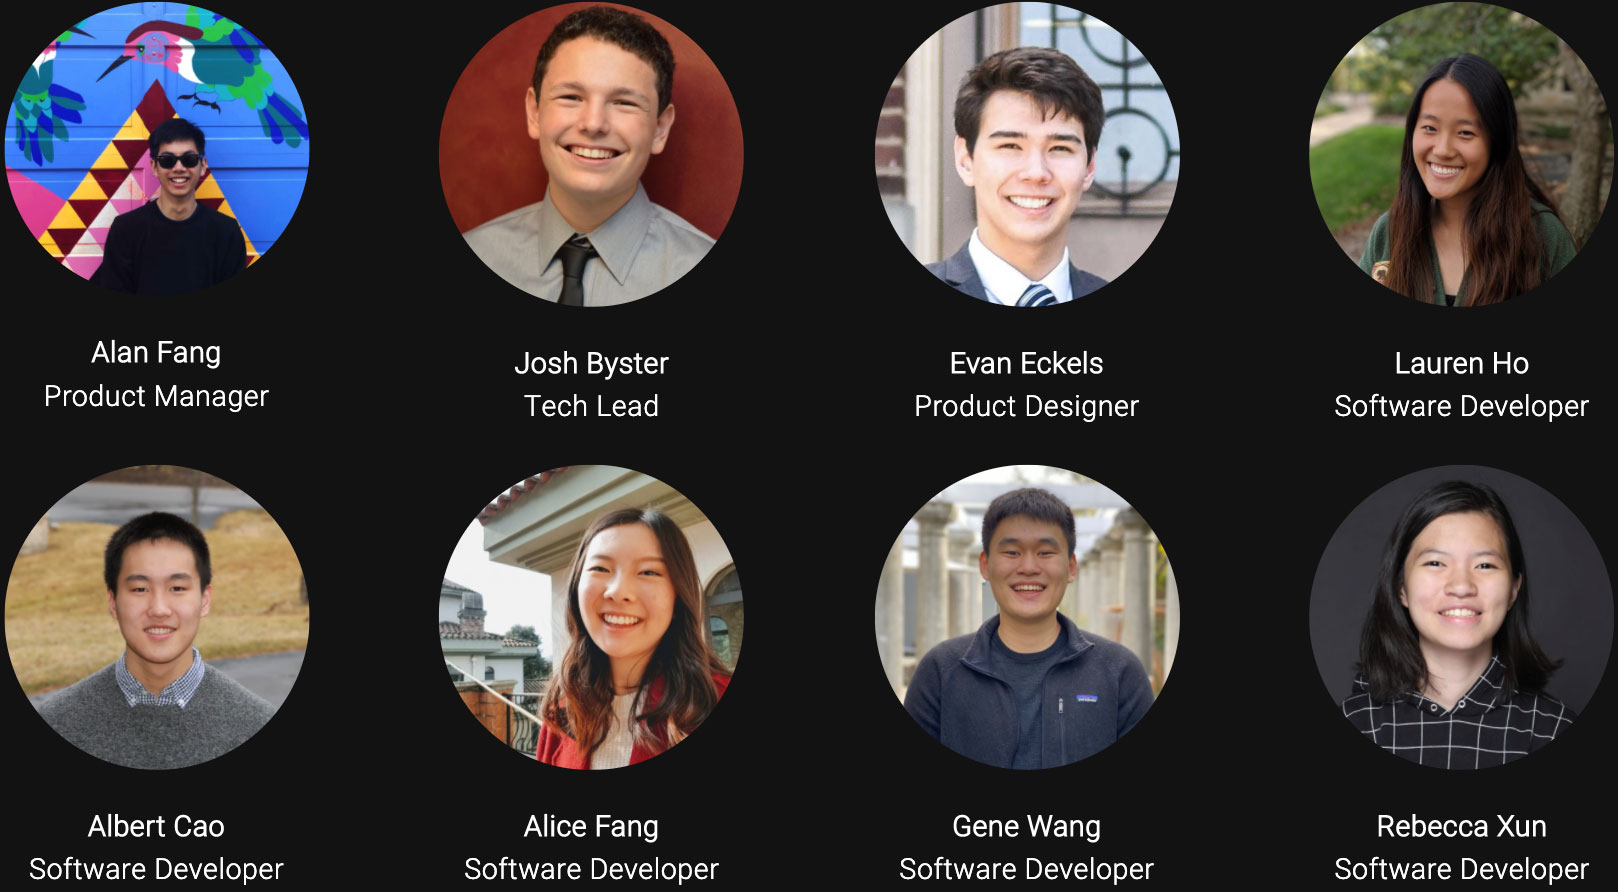 Alan Fang
Product Manager
Josh Byster
Tech Lead
Evan Eckels
Product Designer
Lauren Ho
Software Developer
Albert Cao
Software Developer
Alice Fang
Software Developer
Gene Wang
Software Developer
Rebecca Xun
Software Developer